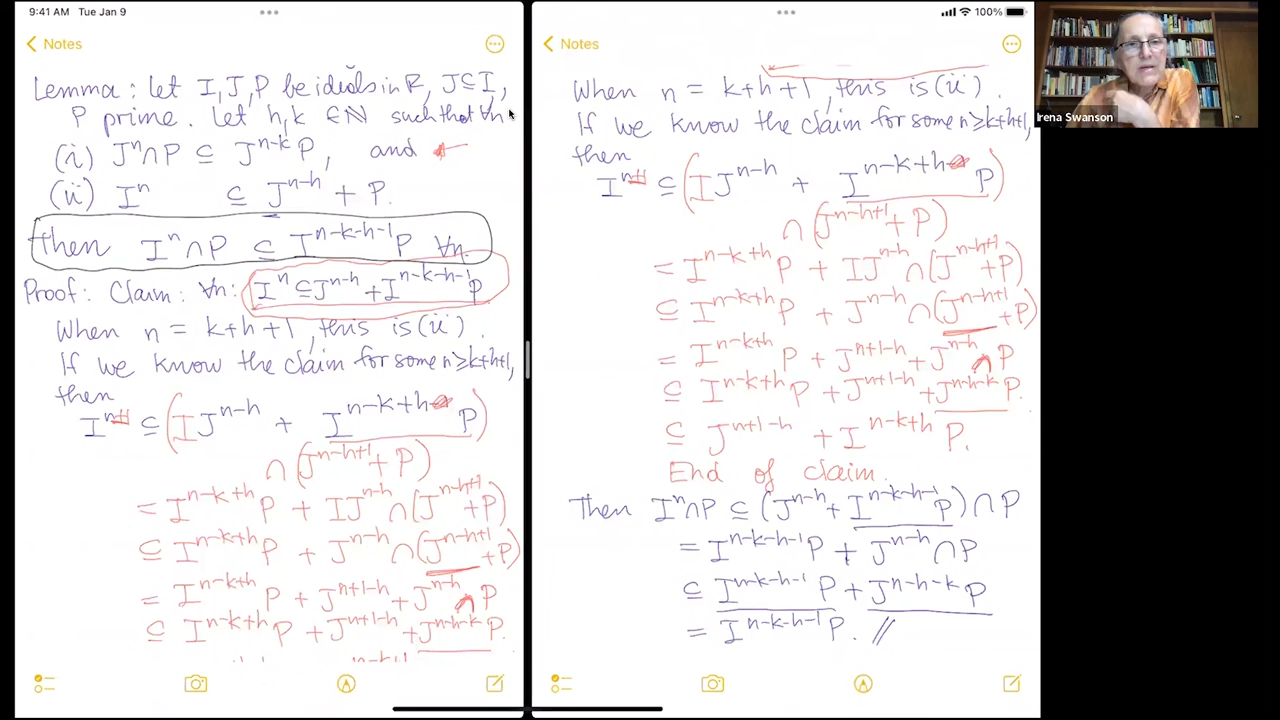 9:41 AM Tue Jan 9
Notes
Lemma: Let I, J, P be ideals in R, J⊆I,
P prime. Let h,k ∈ ℕ such that ∀n
(i) J^n∩P ⊆ J^{n-k}P, and
(ii) I^n ⊆ J^{n-h} + P.
Then I^n∩P ⊆ I^{n-k-h-1}P ∀n.
Proof: Claim: ∀n: I^n ⊆ J^{n-h} + I^{n-k-h-1}P
When n = k+h+1, this is (ii).
If we know the claim for some n≥k+h+1,
then
I^{n+1} ⊆ (I J^{n-h} + I^{n-k+h} P)
∩ (J^{n-h+1} + P)
= I^{n-k+h} P + IJ^{n-h} ∩ (J^{n-h+1} + P)
⊆ I^{n-k+h} P + J^{n-h} ∩ (J^{n-h+1} + P)
= I^{n-k+h} P + J^{n+1-h} + J^{n-h} ∩ P
⊆ I^{n-k+h} P + J^{n+1-h} + J^{n-h-k} P.
100%
Notes
When n = k+h+1, this is (ii).
If we know the claim for some n≥k+h+1,
then
I^{n+1} ⊆ (I J^{n-h} + I^{n-k+h} P)
∩ (J^{n-h+1} + P)
= I^{n-k+h} P + IJ^{n-h} ∩ (J^{n-h+1} + P)
⊆ I^{n-k+h} P + J^{n-h} ∩ (J^{n-h+1} + P)
= I^{n-k+h} P + J^{n+1-h} + J^{n-h} ∩ P
⊆ I^{n-k+h} P + J^{n+1-h} + J^{n-h-k} P.
⊆ J^{n+1-h} + I^{n-k+h} P.
End of claim.
Then I^n∩P ⊆ (J^{n-h} + I^{n-k-h-1} P) ∩ P
= I^{n-k-h-1} P + J^{n-h} ∩ P
⊆ I^{n-k-h-1} P + J^{n-h-k} P
= I^{n-k-h-1} P. //
Irena Swanson